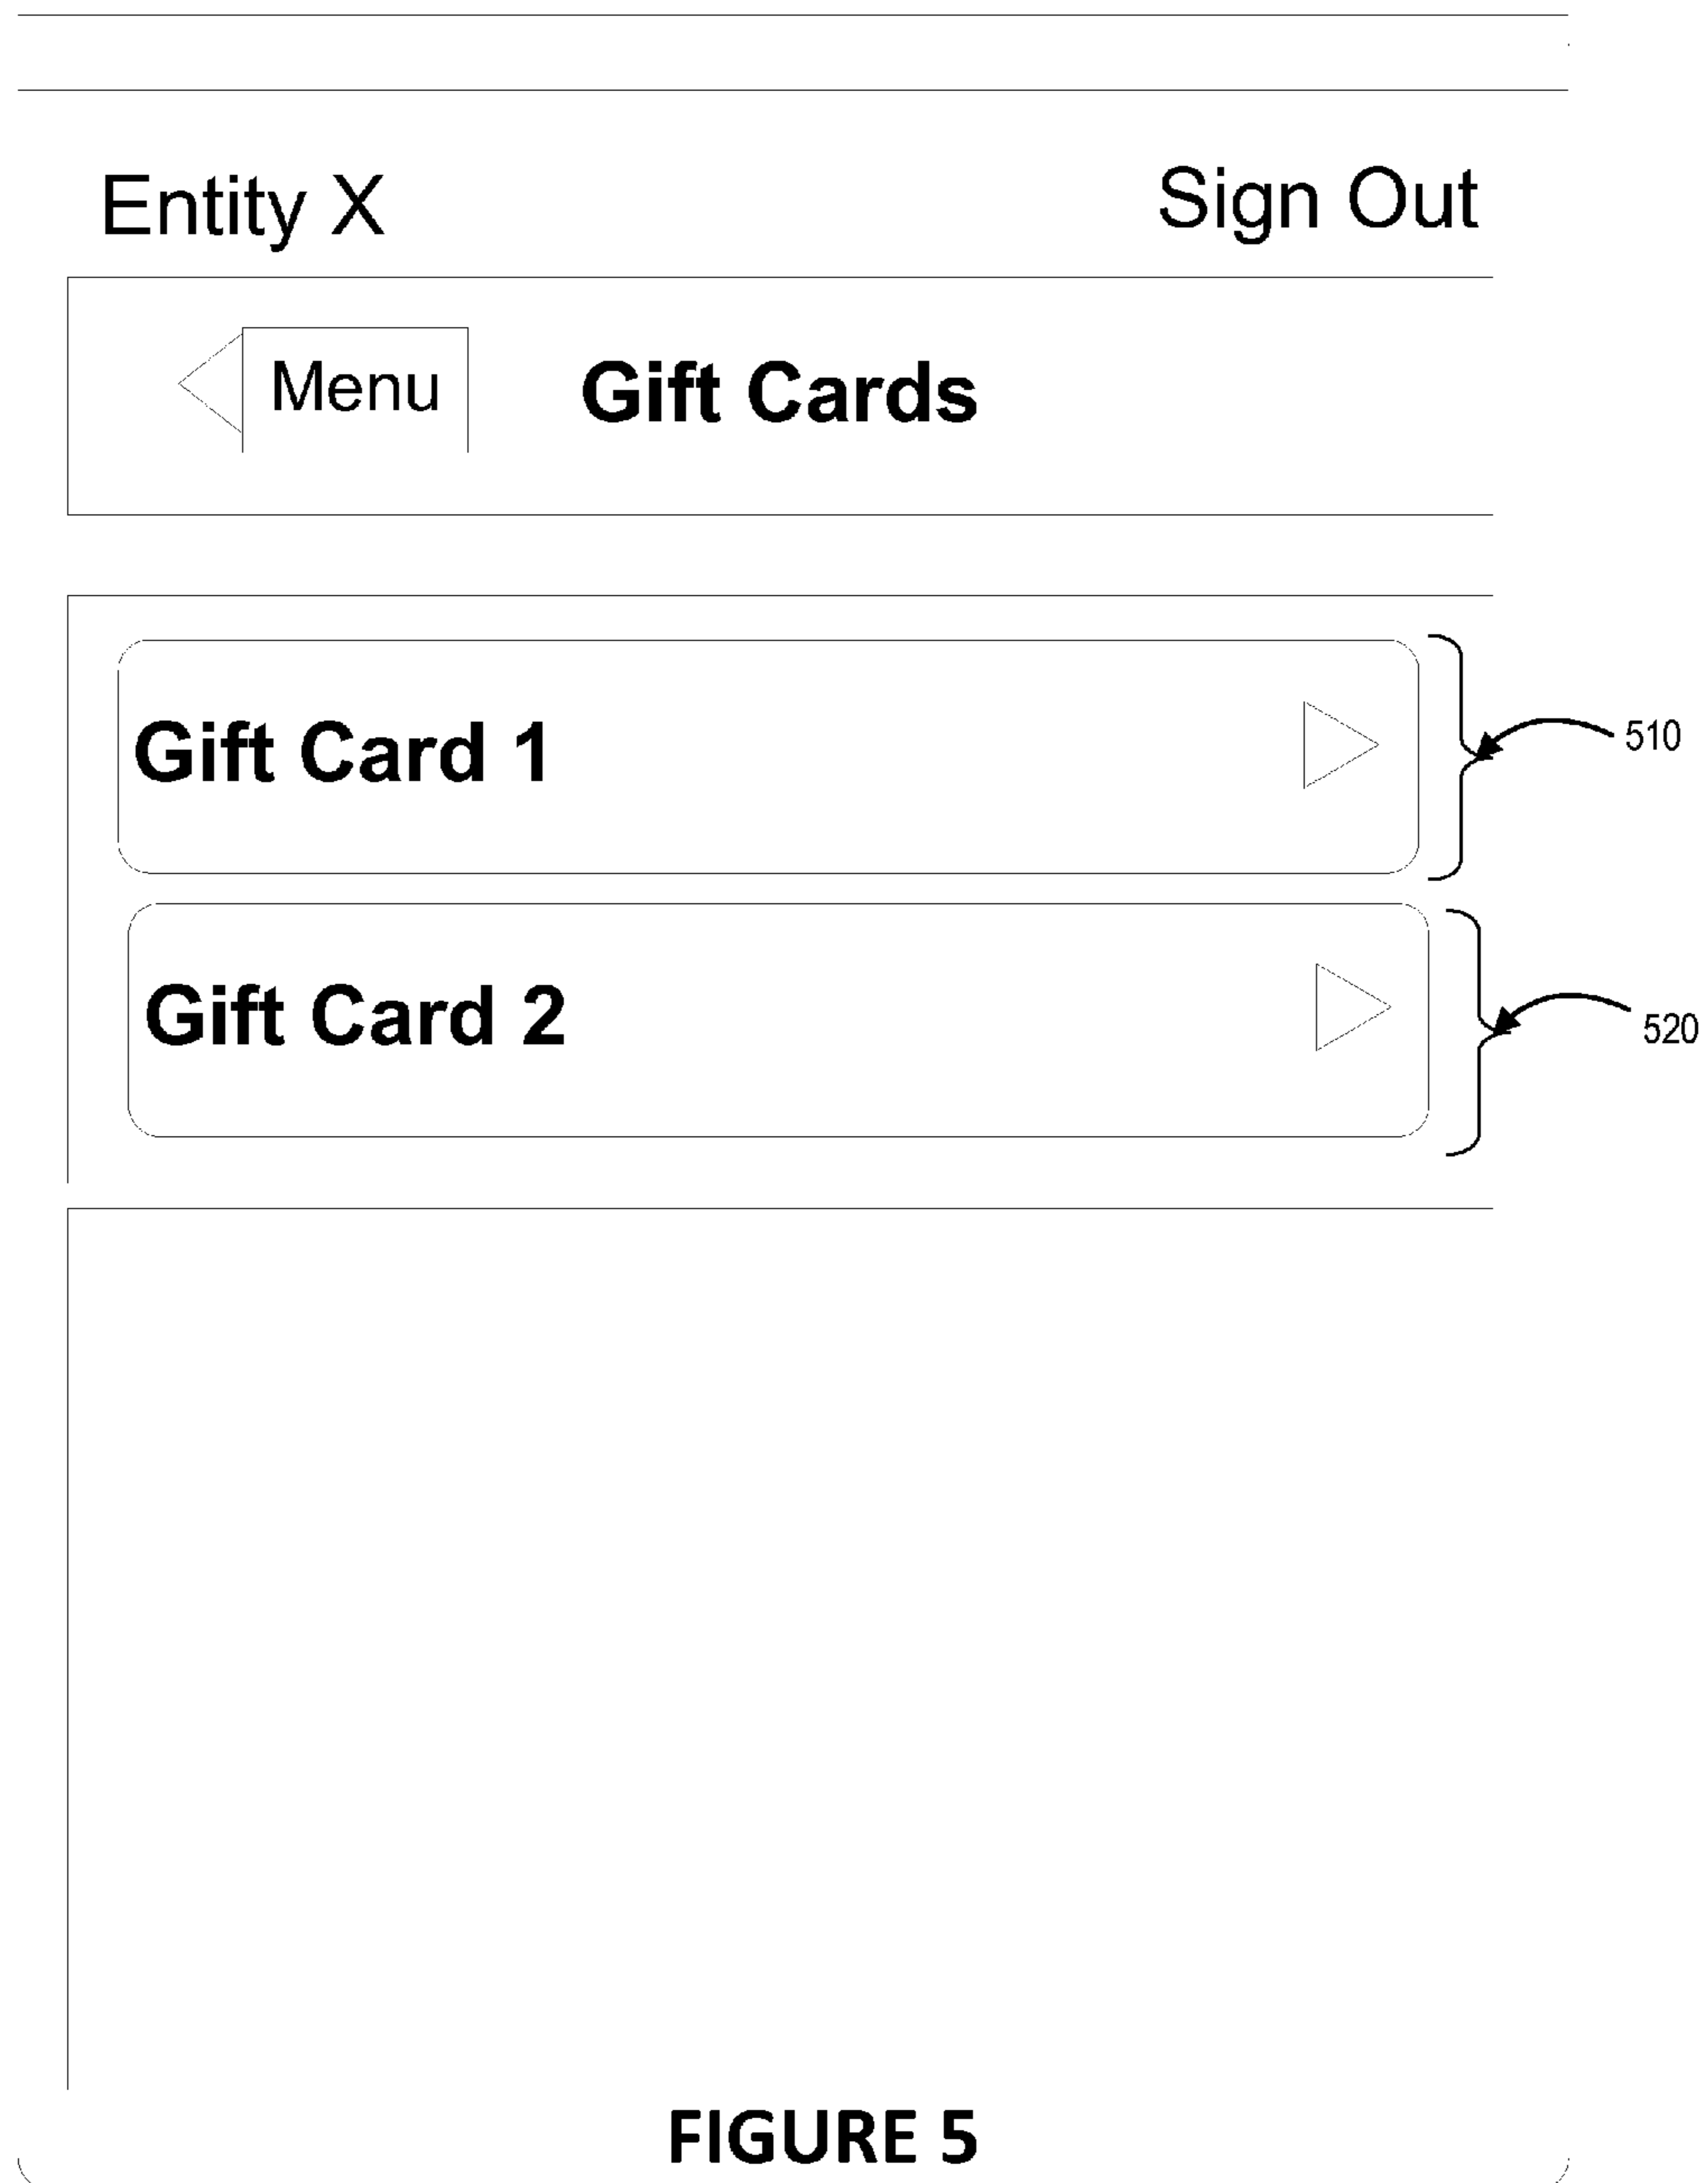 Entity X Sign Out
Menu Gift Cards
Gift Card 1
510
Gift Card 2
520
FIGURE 5